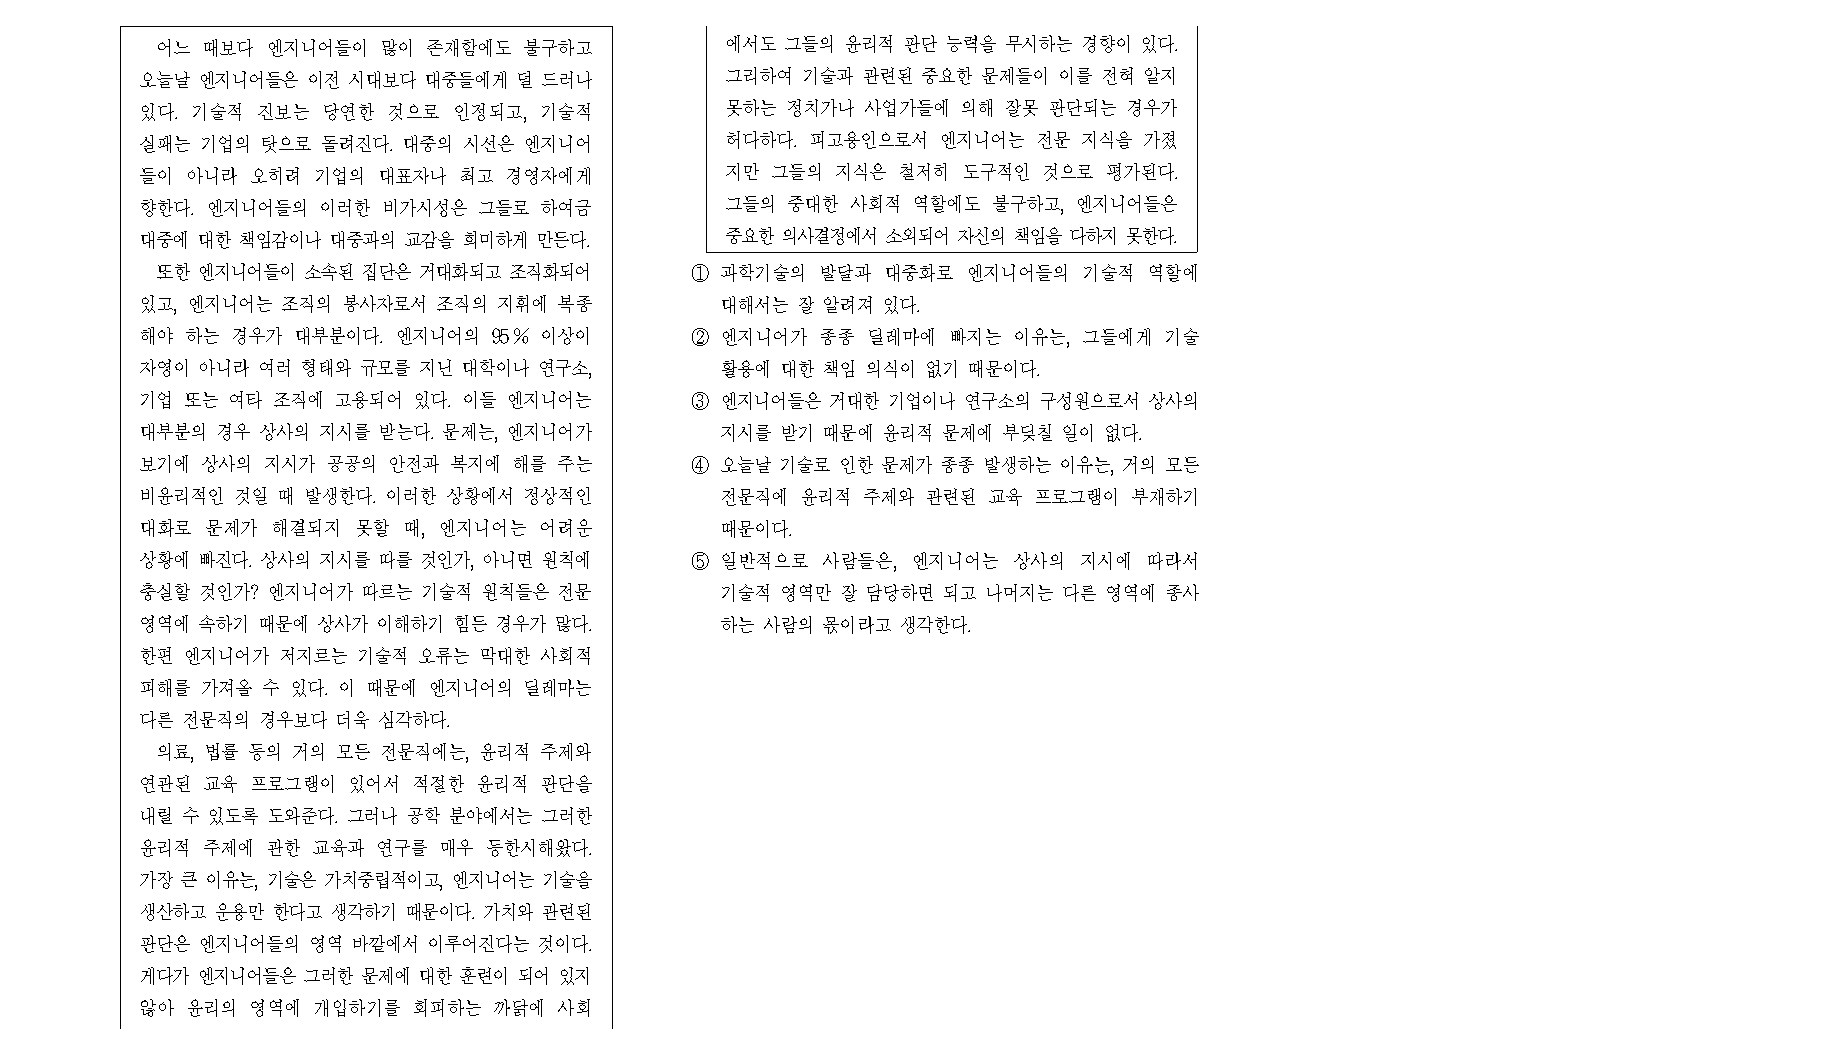 어느 때보다 엔지니어들이 많이 존재함에도 불구하고
오늘날 엔지니어들은 이전 시대보다 대중들에게 덜 드러나
있다. 기술적 진보는 당연한 것으로 인정되고, 기술적
실패는 기업의 탓으로 돌려진다. 대중의 시선은 엔지니어
들이 아니라 오히려 기업의 대표자나 최고 경영자에게
향한다. 엔지니어들의 이러한 비가시성은 그들로 하여금
대중에 대한 책임감이나 대중과의 교감을 희미하게 만든다.
또한 엔지니어들이 소속된 집단은 거대화되고 조직화되어
있고, 엔지니어는 조직의 봉사자로서 조직의 지휘에 복종
해야 하는 경우가 대부분이다. 엔지니어의 95% 이상이
자영이 아니라 여러 형태와 규모를 지닌 대학이나 연구소,
기업 또는 여타 조직에 고용되어 있다. 이들 엔지니어는
대부분의 경우 상사의 지시를 받는다. 문제는, 엔지니어가
보기에 상사의 지시가 공공의 안전과 복지에 해를 주는
비윤리적인 것일 때 발생한다. 이러한 상황에서 정상적인
대화로 문제가 해결되지 못할 때, 엔지니어는 어려운
상황에 빠진다. 상사의 지시를 따를 것인가, 아니면 원칙에
충실할 것인가? 엔지니어가 따르는 기술적 원칙들은 전문
영역에 속하기 때문에 상사가 이해하기 힘든 경우가 많다.
한편 엔지니어가 저지르는 기술적 오류는 막대한 사회적
피해를 가져올 수 있다. 이 때문에 엔지니어의 딜레마는
다른 전문직의 경우보다 더욱 심각하다.
의료, 법률 등의 거의 모든 전문직에는, 윤리적 주제와
연관된 교육 프로그램이 있어서 적절한 윤리적 판단을
내릴 수 있도록 도와준다. 그러나 공학 분야에서는 그러한
윤리적 주제에 관한 교육과 연구를 매우 등한시해왔다.
가장 큰 이유는, 기술은 가치중립적이고, 엔지니어는 기술을
생산하고 운용만 한다고 생각하기 때문이다. 가치와 관련된
판단은 엔지니어들의 영역 바깥에서 이루어진다는 것이다.
게다가 엔지니어들은 그러한 문제에 대한 훈련이 되어 있지
않아 윤리의 영역에 개입하기를 회피하는 까닭에 사회
에서도 그들의 윤리적 판단 능력을 무시하는 경향이 있다.
그리하여 기술과 관련된 중요한 문제들이 이를 전혀 알지
못하는 정치가나 사업가들에 의해 잘못 판단되는 경우가
허다하다. 피고용인으로서 엔지니어는 전문 지식을 가졌
지만 그들의 지식은 철저히 도구적인 것으로 평가된다.
그들의 중대한 사회적 역할에도 불구하고, 엔지니어들은
중요한 의사결정에서 소외되어 자신의 책임을 다하지 못한다.
① 과학기술의 발달과 대중화로 엔지니어들의 기술적 역할에
대해서는 잘 알려져 있다.
② 엔지니어가 종종 딜레마에 빠지는 이유는, 그들에게 기술
활용에 대한 책임 의식이 없기 때문이다.
③ 엔지니어들은 거대한 기업이나 연구소의 구성원으로서 상사의
지시를 받기 때문에 윤리적 문제에 부딪칠 일이 없다.
④ 오늘날 기술로 인한 문제가 종종 발생하는 이유는, 거의 모든
전문직에 윤리적 주제와 관련된 교육 프로그램이 부재하기
때문이다.
⑤ 일반적으로 사람들은, 엔지니어는 상사의 지시에 따라서
기술적 영역만 잘 담당하면 되고 나머지는 다른 영역에 종사
하는 사람의 몫이라고 생각한다.